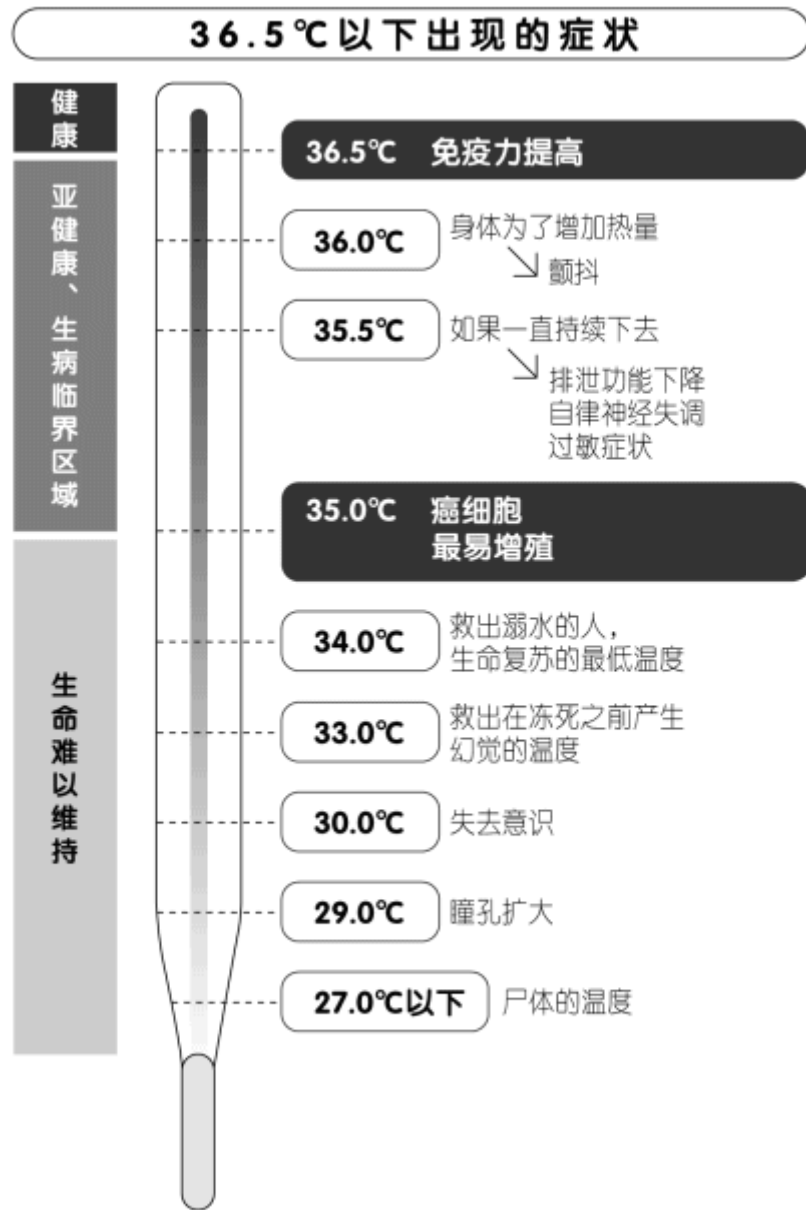 36.5℃以下出现的症状
健康
36.5℃ 免疫力提高
亚健康、生病临界区域
36.0℃ 身体为了增加热量
颤抖
35.5℃ 如果一直持续下去
排泄功能下降
自律神经失调
过敏症状
35.0℃ 癌细胞
最易增殖
生命难以维持
34.0℃ 救出溺水的人，
生命复苏的最低温度
33.0℃ 救出在冻死之前产生
幻觉的温度
30.0℃ 失去意识
29.0℃ 瞳孔扩大
27.0℃以下 尸体的温度